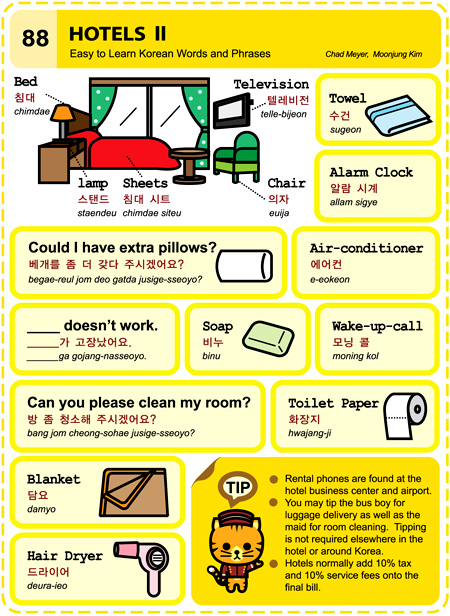 88
HOTELS II
Easy to Learn Korean Words and Phrases
Chad Meyer, Moonjung Kim
Bed
침대
chimdae
Television
텔레비전
telle-bijeon
Towel
수건
sugeon
lamp
스탠드
staendeu
Sheets
침대 시트
chimdae siteu
Chair
의자
euija
Alarm Clock
알람 시계
allam sigye
Could I have extra pillows?
베개를 좀 더 갖다 주시겠어요?
begae-reul jom deo gatda jusige-sseoyo?
Air-conditioner
에어컨
e-eokeon
_____ doesn't work.
_____가 고장났어요.
_____ga gojang-nasseoyo.
Soap
비누
binu
Wake-up-call
모닝 콜
moning kol
Can you please clean my room?
방 좀 청소해 주시겠어요?
bang jom cheong-sohae jusige-sseoyo?
Toilet Paper
화장지
hwajang-ji
Blanket
담요
damyo
Hair Dryer
드라이어
deura-ieo
TIP
Rental phones are found at the
hotel business center and airport.
You may tip the bus boy for
luggage delivery as well as the
maid for room cleaning. Tipping
is not required elsewhere in the
hotel or around Korea.
Hotels normally add 10% tax
and 10% service fees onto the
final bill.